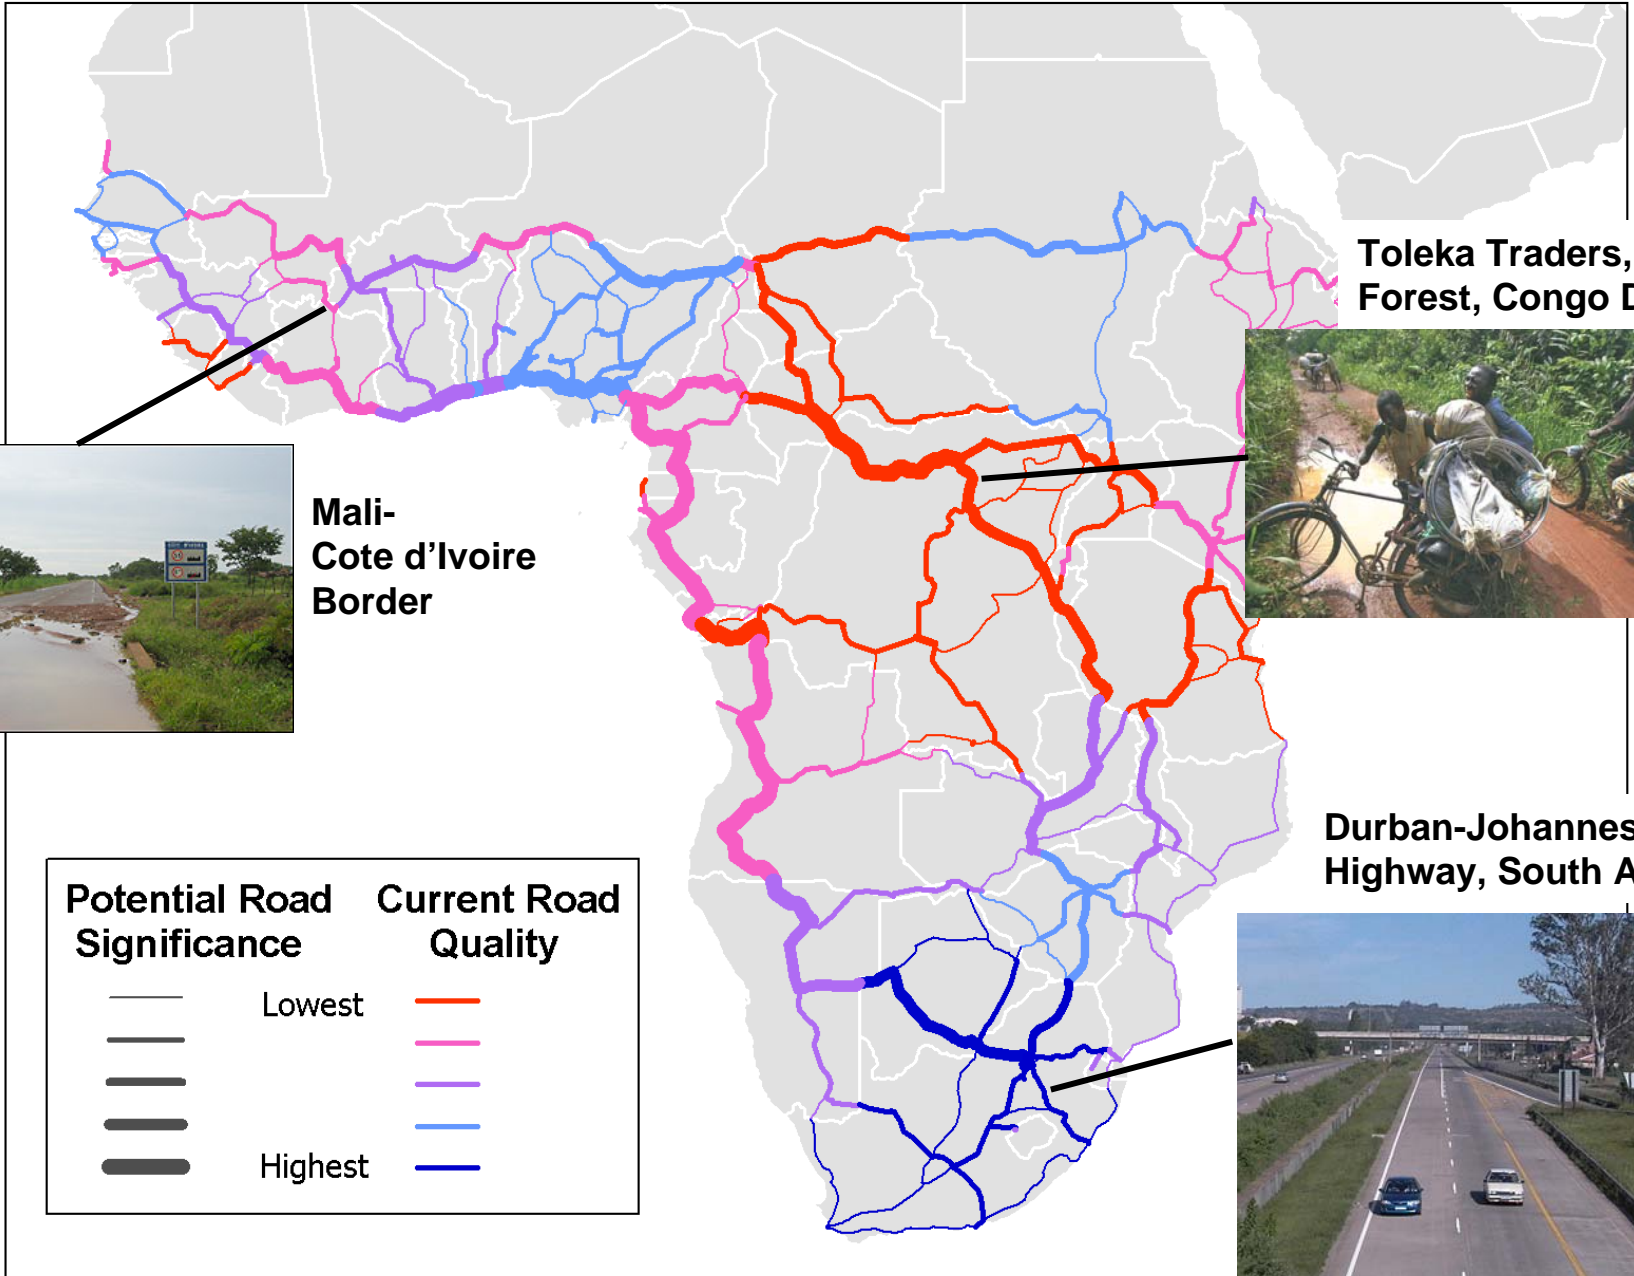 Toleka Traders,
Forest, Congo D
Mali-
Cote d’Ivoire
Border
Durban-Johannes
Highway, South A
Potential Road Significance
Current Road Quality
Lowest
Highest